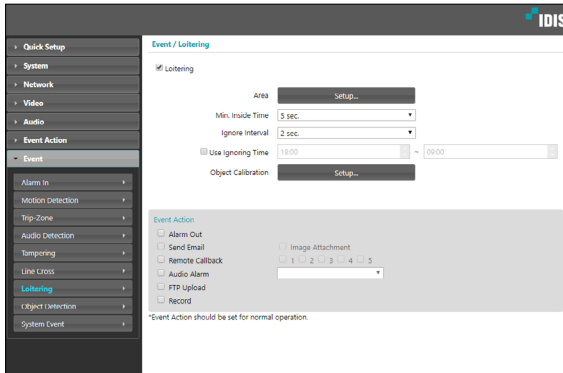 IDIS
Quick Setup
System
Network
Video
Audio
Event Action
Event
Alarm In
Motion Detection
Trip-Zone
Audio Detection
Tampering
Line Cross
Loitering
Object Detection
System Event
Event / Loitering
Loitering
Area Setup...
Min. Inside Time 5 sec.
Ignore Interval 2 sec.
Use Ignoring Time 18:00 ~ 09:00
Object Calibration Setup...
Event Action
Alarm Out
Send Email Image Attachment
Remote Callback 1 2 3 4 5
Audio Alarm
FTP Upload
Record
*Event Action should be set for normal operation.